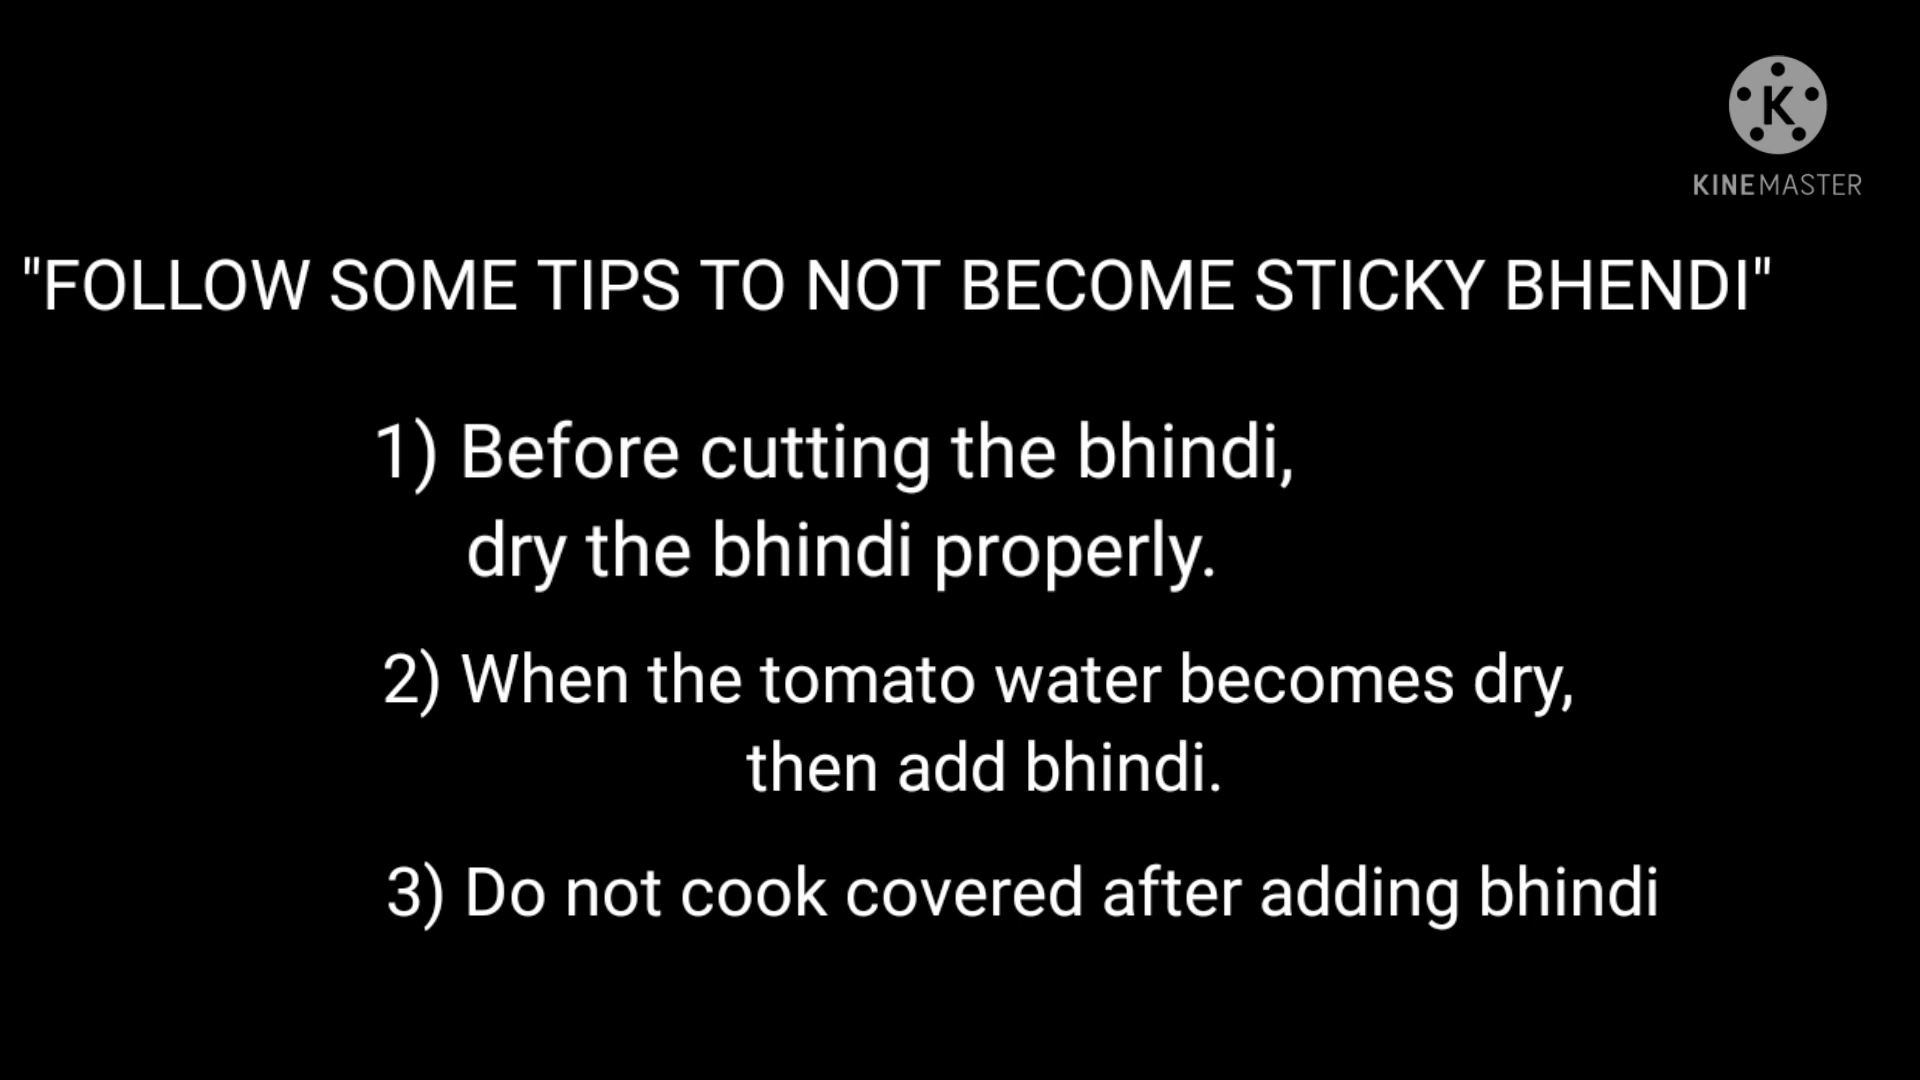 K
KINEMASTER
"FOLLOW SOME TIPS TO NOT BECOME STICKY BHENDI"
1) Before cutting the bhindi,
dry the bhindi properly.
2) When the tomato water becomes dry,
then add bhindi.
3) Do not cook covered after adding bhindi